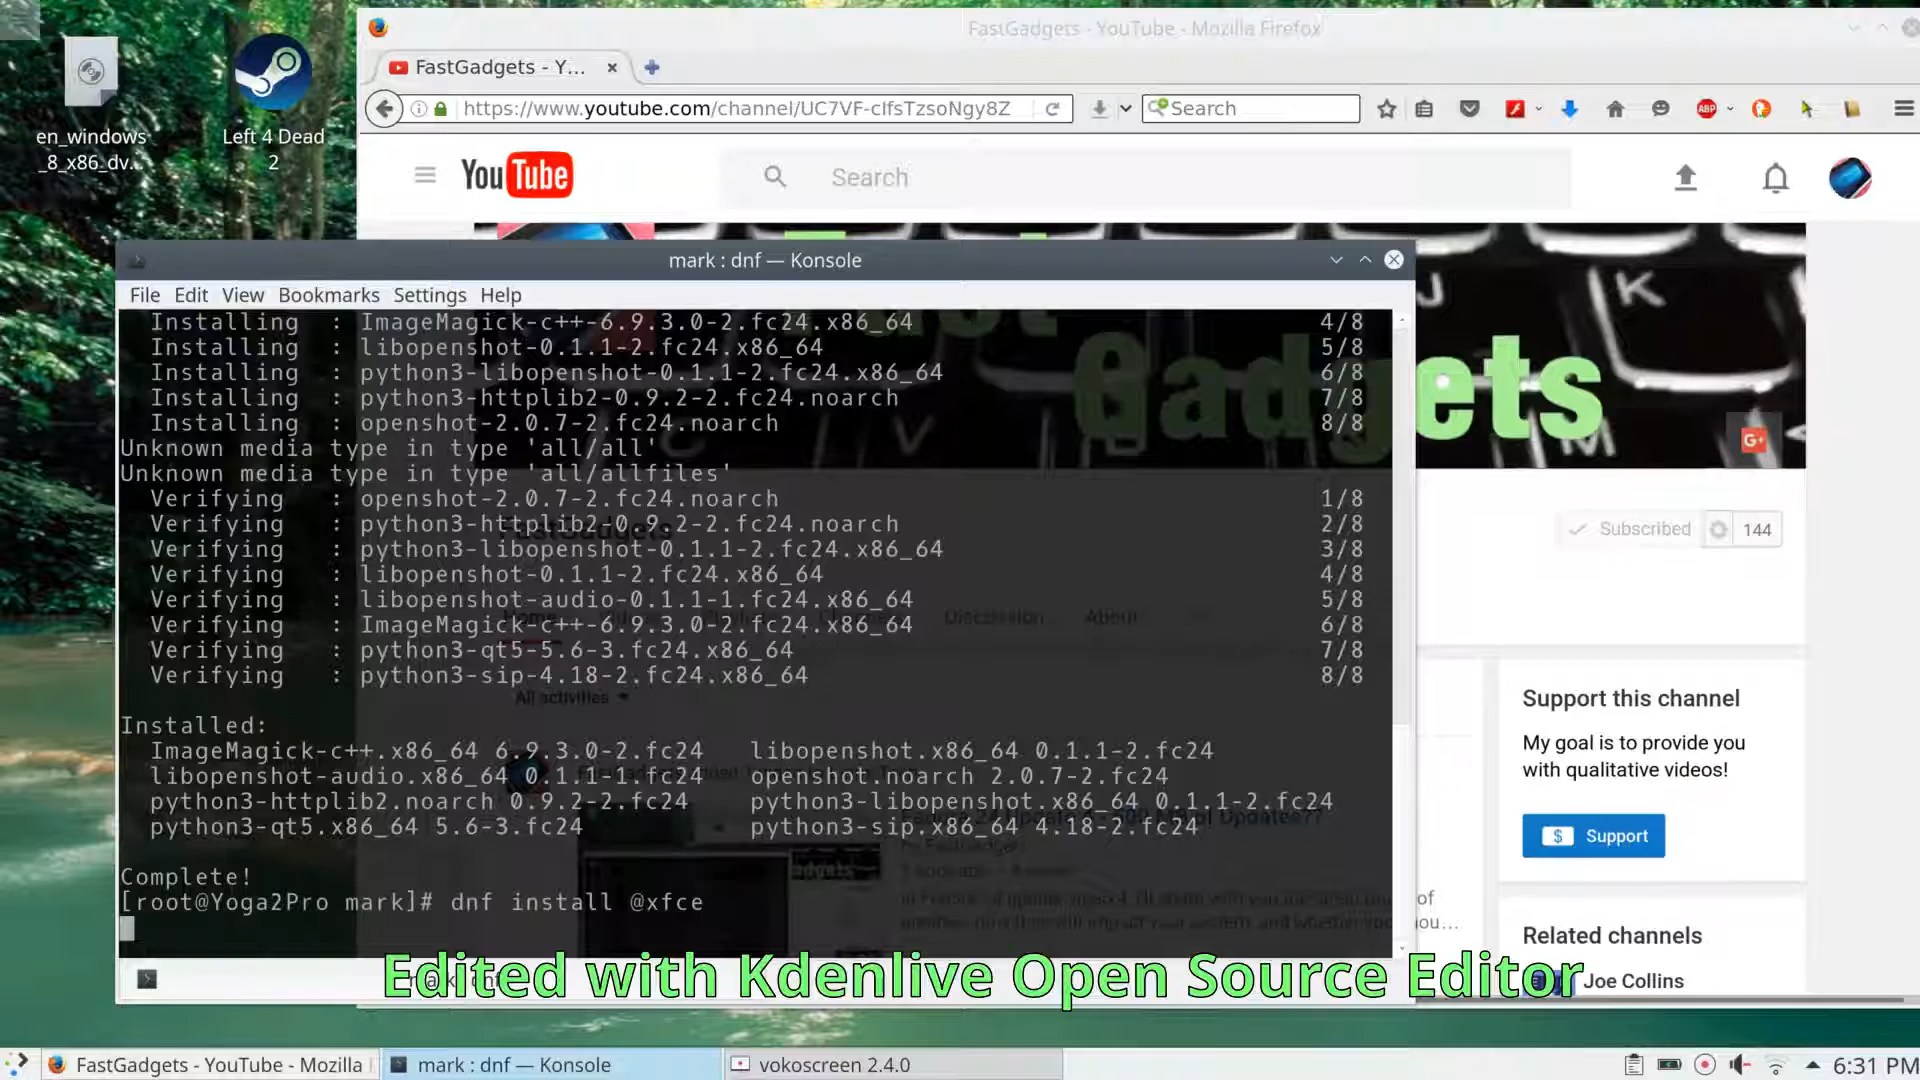 FastGadgets - YouTube - Mozilla Firefox
FastGadgets - Y...
https://www.youtube.com/channel/UC7VF-cIfsTzsoNgy8Z
Search
ABP
en_windows
_8_x86_dv...
Left 4 Dead
2
YouTube
Search
mark : dnf — Konsole
File Edit View Bookmarks Settings Help
Installing : ImageMagick-c++-6.9.3.0-2.fc24.x86_64 4/8
Installing : libopenshot-0.1.1-2.fc24.x86_64 5/8
Installing : python3-libopenshot-0.1.1-2.fc24.x86_64 6/8
Installing : python3-httplib2-0.9.2-2.fc24.noarch 7/8
Installing : openshot-2.0.7-2.fc24.noarch 8/8
Unknown media type in type 'all/all'
Unknown media type in type 'all/allfiles'
Verifying : openshot-2.0.7-2.fc24.noarch 1/8
Verifying : python3-httplib2-0.9.2-2.fc24.noarch 2/8
Verifying : python3-libopenshot-0.1.1-2.fc24.x86_64 3/8
Verifying : libopenshot-0.1.1-2.fc24.x86_64 4/8
Verifying : libopenshot-audio-0.1.1-1.fc24.x86_64 5/8
Verifying : ImageMagick-c++-6.9.3.0-2.fc24.x86_64 6/8
Verifying : python3-qt5-5.6-3.fc24.x86_64 7/8
Verifying : python3-sip-4.18-2.fc24.x86_64 8/8
Installed:
ImageMagick-c++.x86_64 6.9.3.0-2.fc24 libopenshot.x86_64 0.1.1-2.fc24
libopenshot-audio.x86_64 0.1.1-1.fc24 openshot.noarch 2.0.7-2.fc24
python3-httplib2.noarch 0.9.2-2.fc24 python3-libopenshot.x86_64 0.1.1-2.fc24
python3-qt5.x86_64 5.6-3.fc24 python3-sip.x86_64 4.18-2.fc24
Complete!
[root@Yoga2Pro mark]# dnf install @xfce
Gadgets
J K
V M
G+
Subscribed 144
Discussion About
All activities
Support this channel
My goal is to provide you
with qualitative videos!
$ Support
Related channels
Joe Collins
Edited with Kdenlive Open Source Editor
FastGadgets - YouTube - Mozilla
mark : dnf — Konsole
vokoscreen 2.4.0
6:31 PM